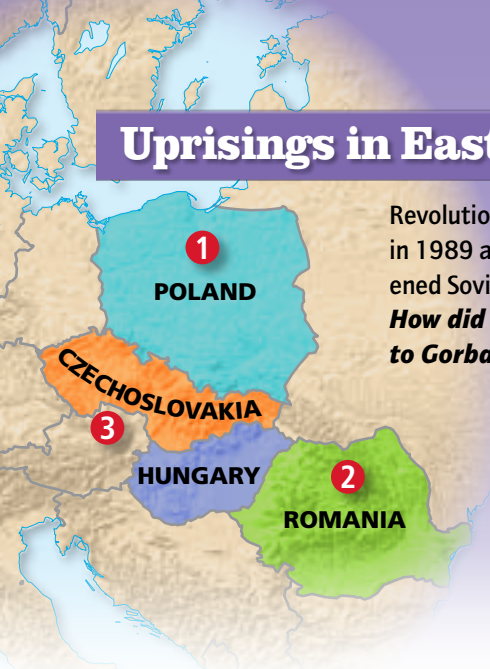 Uprisings in East
Revolutio
in 1989 a
ened Sovi
How did
to Gorba
1
POLAND
CZECHOSLOVAKIA
3
HUNGARY
2
ROMANIA